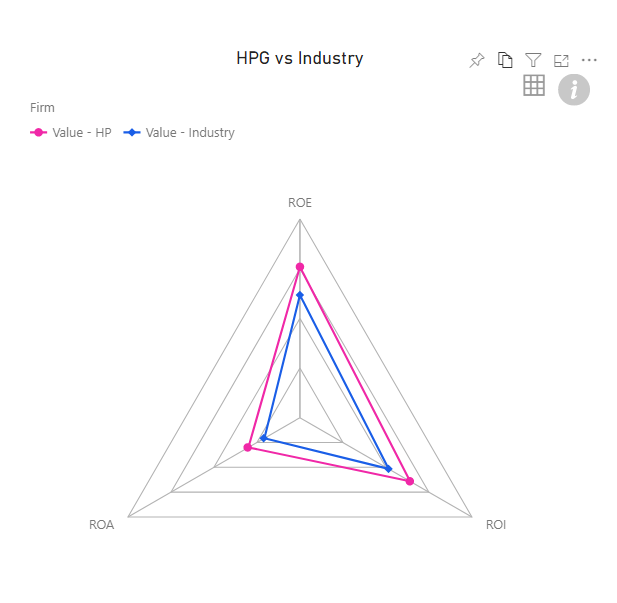 HPG vs Industry
i
Firm
Value - HP Value - Industry
ROE
ROA
ROI